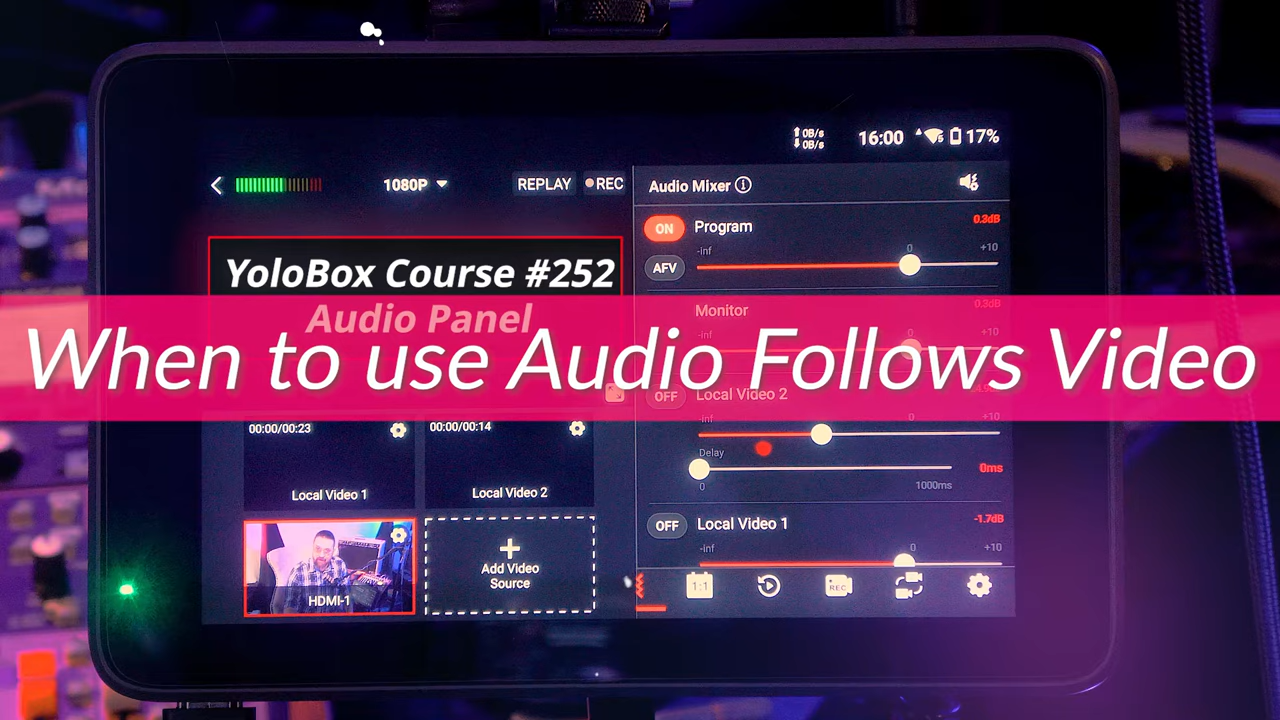 0B/s
0B/s
16:00
17%
1080P
REPLAY
REC
Audio Mixer
ON
Program
0.3dB
-inf
0
+10
AFV
YoloBox Course #252
Audio Panel
Monitor
0.3dB
-inf
+10
When to use Audio Follows Video
OFF
Local Video 2
-inf
0
+10
Delay
0ms
0
1000ms
00:00/00:23
00:00/00:14
Local Video 1
Local Video 2
OFF
Local Video 1
-1.7dB
-inf
0
+10
Add Video
Source
HDMI-1
1:1
REC